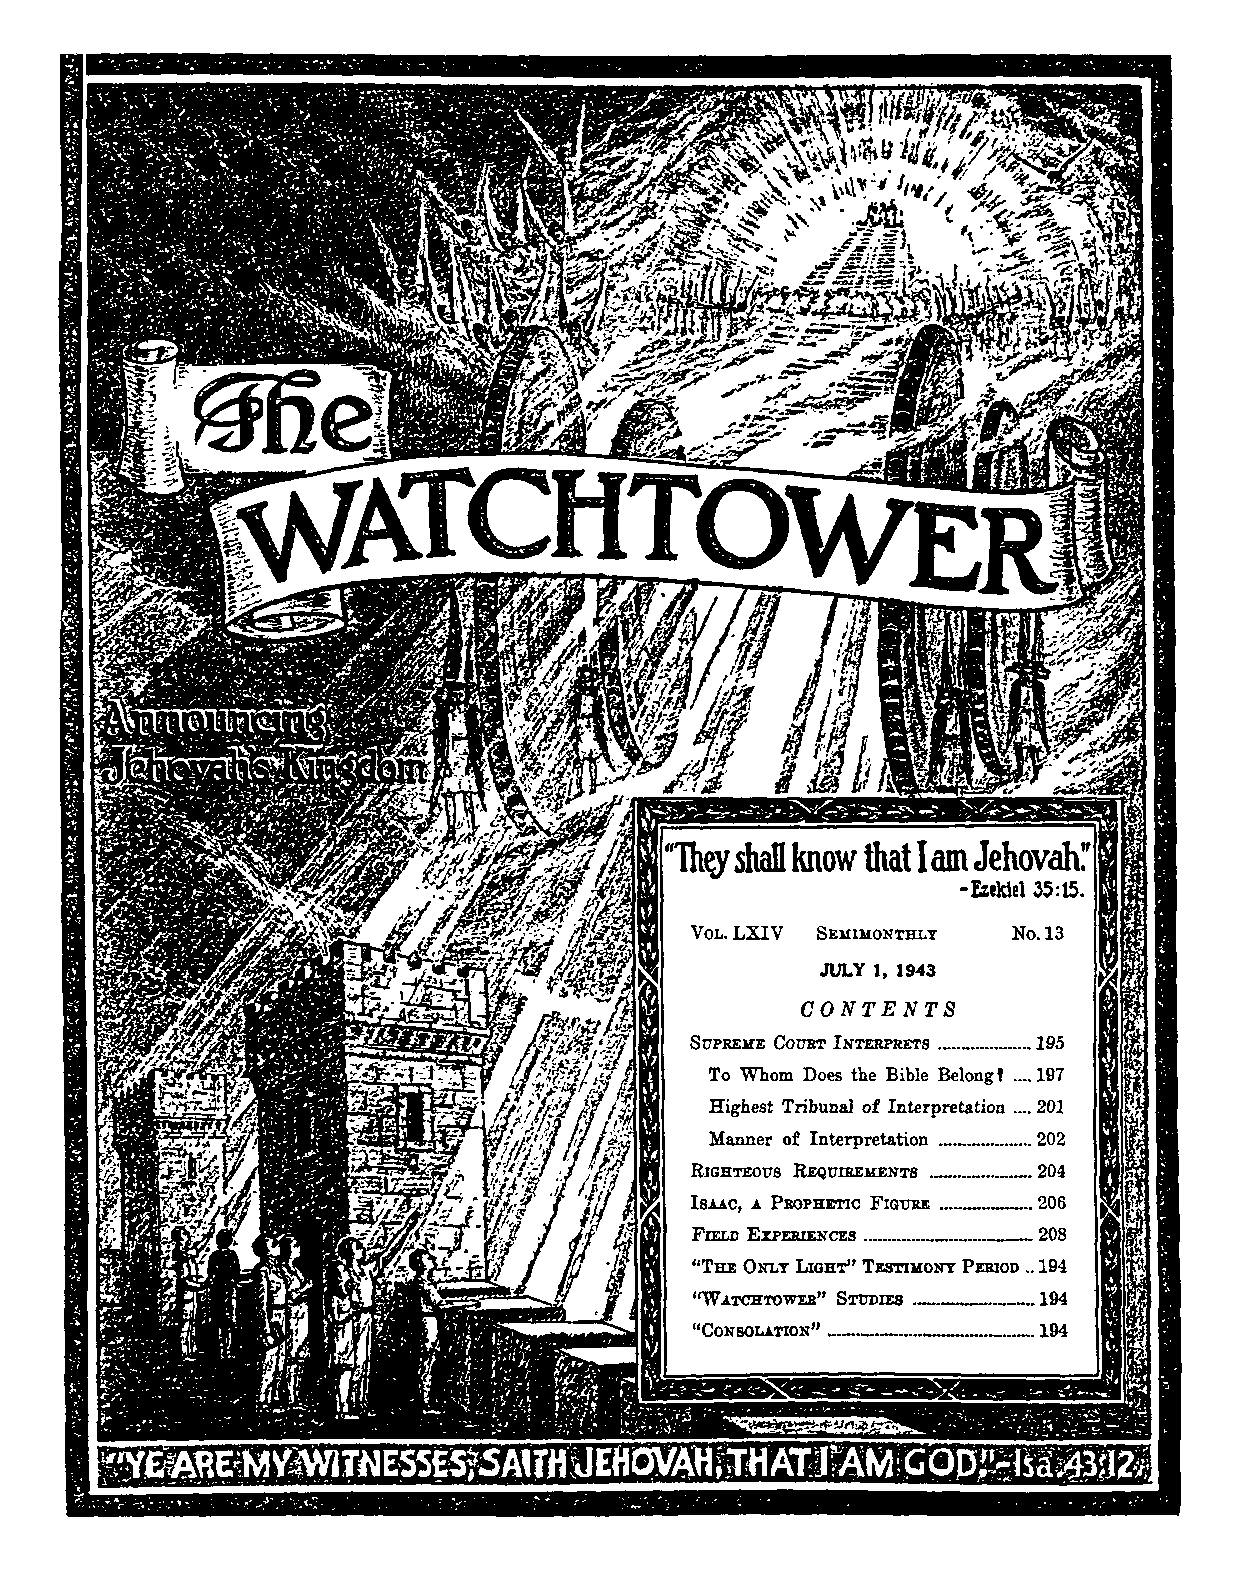 The
WATCHTOWER
Announcing
Jehovah's Kingdom
"They shall know that I am Jehovah."
-Ezekiel 35:15.
VOL. LXIV SEMIMONTHLY No. 13
JULY 1, 1943
CONTENTS
SUPREME COURT INTERPRETS .................... 195
To Whom Does the Bible Belong? .... 197
Highest Tribunal of Interpretation .... 201
Manner of Interpretation .................... 202
RIGHTEOUS REQUIREMENTS ...................... 204
ISAAC, A PROPHETIC FIGURE .................... 206
FIELD EXPERIENCES .................................... 208
"THE ONLY LIGHT" TESTIMONY PERIOD .. 194
"WATCHTOWER" STUDIES .......................... 194
"CONSOLATION" ............................................ 194
"YE ARE MY WITNESSES, SAITH JEHOVAH, THAT I AM GOD."-Isa. 43:12.